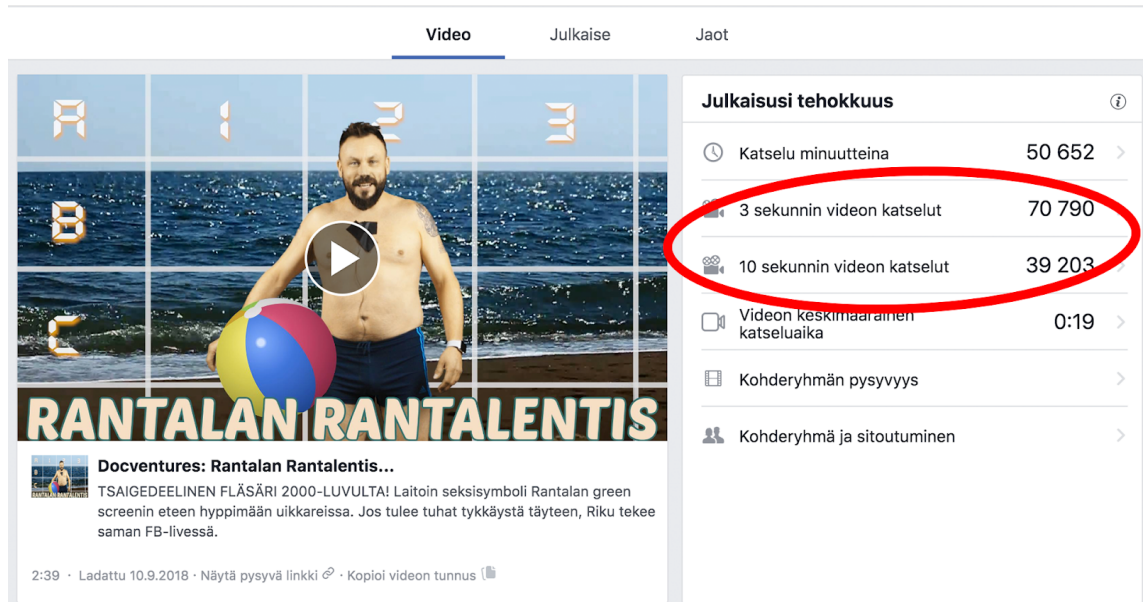 Video Julkaise Jaot
A 1 2 3
B
C
RANTALAN RANTALENTIS
Docventures: Rantalan Rantalentis...
TSAIGEDEELINEN FLÄSÄRI 2000-LUVULTA! Laitoin seksisymboli Rantalan green
screenin eteen hyppimään uikkareissa. Jos tulee tuhat tykkäystä täyteen, Riku tekee
saman FB-livessä.
2:39 · Ladattu 10.9.2018 · Näytä pysyvä linkki · Kopioi videon tunnus
Julkaisusi tehokkuus
Katselu minuutteina 50 652
3 sekunnin videon katselut 70 790
10 sekunnin videon katselut 39 203
Videon keskimääräinen
katseluaika 0:19
Kohderyhmän pysyvyys
Kohderyhmä ja sitoutuminen